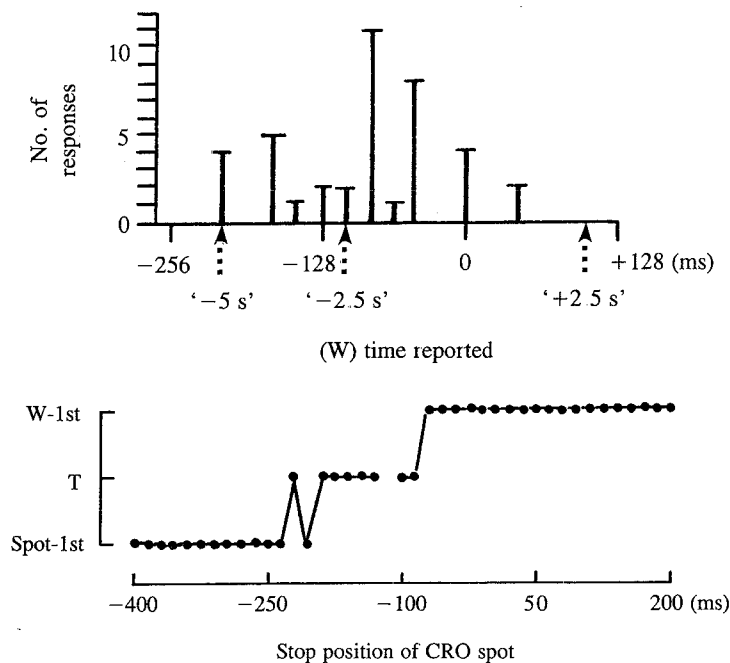 No. of
responses
10
5
0
−256
−128
0
+128 (ms)
‘−5 s’
‘−2.5 s’
‘+2.5 s’
(W) time reported
W-1st
T
Spot-1st
−400
−250
−100
50
200 (ms)
Stop position of CRO spot